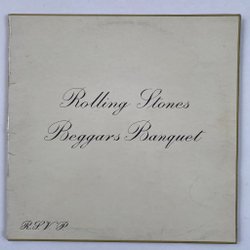 Rolling Stones
Beggars Banquet
R.S.V.P.